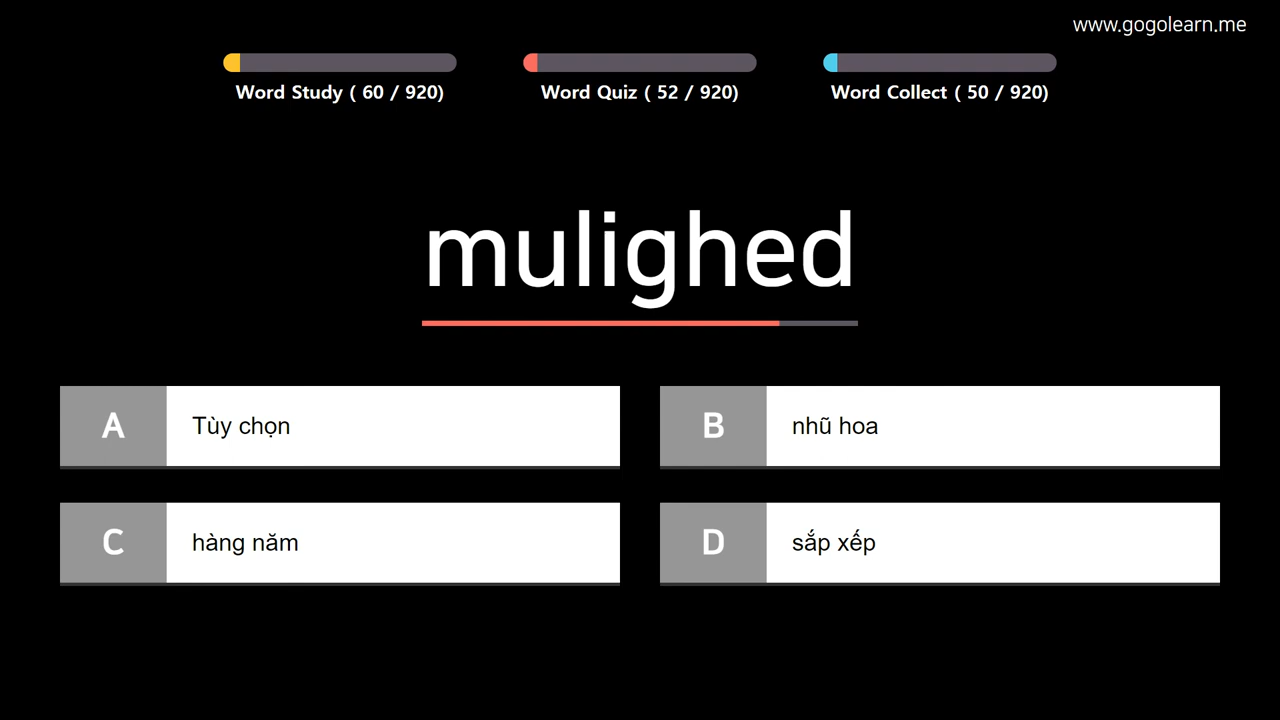 www.gogolearn.me
Word Study ( 60 / 920)
Word Quiz ( 52 / 920)
Word Collect ( 50 / 920)
mulighed
A
Tùy chọn
B
nhũ hoa
C
hàng năm
D
sắp xếp